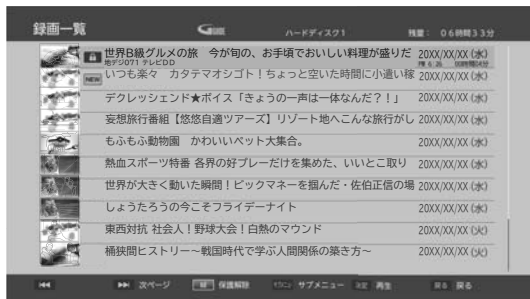 録画一覧 GGUIDE ハードディスク1 残量: 06時間33分
世界B級グルメの旅 今が旬の、お手頃でおいしい料理が盛りだ 20XX/XX/XX (水)
地デジ071 テレビDD
NEW いつも楽々 カタテマオシゴト！ちょっと空いた時間に小遣い稼 20XX/XX/XX (水)
デクレッシェンド★ボイス「きょうの一声は一体なんだ？！」 20XX/XX/XX (水)
妄想旅行番組【悠悠自適ツアーズ】リゾート地へこんな旅行がし 20XX/XX/XX (水)
もふもふ動物園 かわいいペット大集合。 20XX/XX/XX (水)
熱血スポーツ特番 各界の好プレーだけを集めた、いいとこ取り 20XX/XX/XX (水)
世界が大きく動いた瞬間！ビックマネーを掴んだ・佐伯正信の場 20XX/XX/XX (水)
しょうたろうの今こそフライデーナイト 20XX/XX/XX (水)
東西対抗 社会人！野球大会！白熱のマウンド 20XX/XX/XX (火)
桶狭間ヒストリー～戦国時代で学ぶ人間関係の築き方～ 20XX/XX/XX (火)
次ページ 保護解除 サブメニュー 決定 再生 戻る 戻る